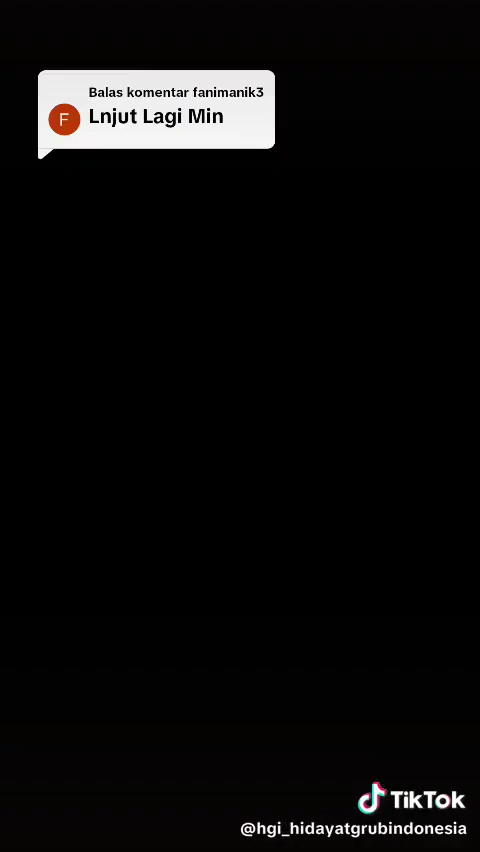 Balas komentar fanimanik3
F
Lnjut Lagi Min
TikTok
@hgi_hidayatgrubindonesia